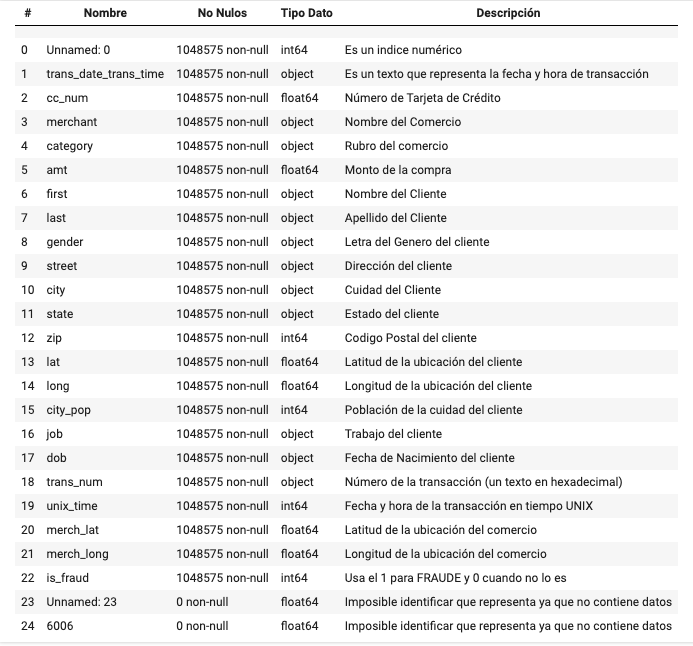 # Nombre No Nulos Tipo Dato Descripción
0 Unnamed: 0 1048575 non-null int64 Es un indice numérico
1 trans_date_trans_time 1048575 non-null object Es un texto que representa la fecha y hora de transacción
2 cc_num 1048575 non-null float64 Número de Tarjeta de Crédito
3 merchant 1048575 non-null object Nombre del Comercio
4 category 1048575 non-null object Rubro del comercio
5 amt 1048575 non-null float64 Monto de la compra
6 first 1048575 non-null object Nombre del Cliente
7 last 1048575 non-null object Apellido del Cliente
8 gender 1048575 non-null object Letra del Genero del cliente
9 street 1048575 non-null object Dirección del cliente
10 city 1048575 non-null object Cuidad del Cliente
11 state 1048575 non-null object Estado del cliente
12 zip 1048575 non-null int64 Codigo Postal del cliente
13 lat 1048575 non-null float64 Latitud de la ubicación del cliente
14 long 1048575 non-null float64 Longitud de la ubicación del cliente
15 city_pop 1048575 non-null int64 Población de la cuidad del cliente
16 job 1048575 non-null object Trabajo del cliente
17 dob 1048575 non-null object Fecha de Nacimiento del cliente
18 trans_num 1048575 non-null object Número de la transacción (un texto en hexadecimal)
19 unix_time 1048575 non-null int64 Fecha y hora de la transacción en tiempo UNIX
20 merch_lat 1048575 non-null float64 Latitud de la ubicación del comercio
21 merch_long 1048575 non-null float64 Longitud de la ubicación del comercio
22 is_fraud 1048575 non-null int64 Usa el 1 para FRAUDE y 0 cuando no lo es
23 Unnamed: 23 0 non-null float64 Imposible identificar que representa ya que no contiene datos
24 6006 0 non-null float64 Imposible identificar que representa ya que no contiene datos